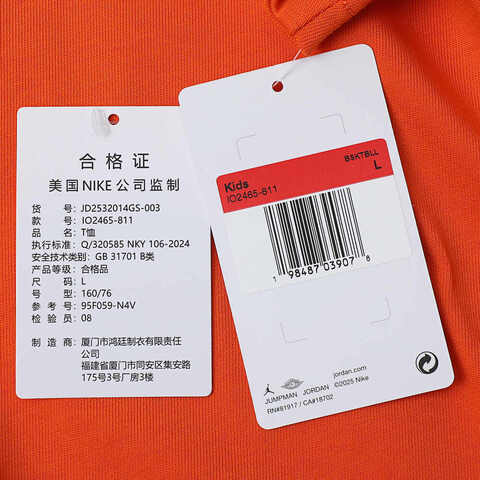 合格证
美国NIKE公司监制
货 号: JD2532014GS-003
款 号: IO2465-811
品 名: T恤
执行标准: Q/320585 NKY 106-2024
安全技术类别: GB 31701 B类
产品等级: 合格品
尺 码: L
号 型: 160/76
参 考 号: 95F059-N4V
检 验 员: 08
制 造 商: 厦门市鸿廷制衣有限责任
公司
福建省厦门市同安区集安路
175号3号厂房3楼
BSKTBLL
L
Kids
IO2465-811
1 98487 03907 8
jordan.com
JUMPMAN JORDAN ©2025 Nike
RN#81917 / CA#18702